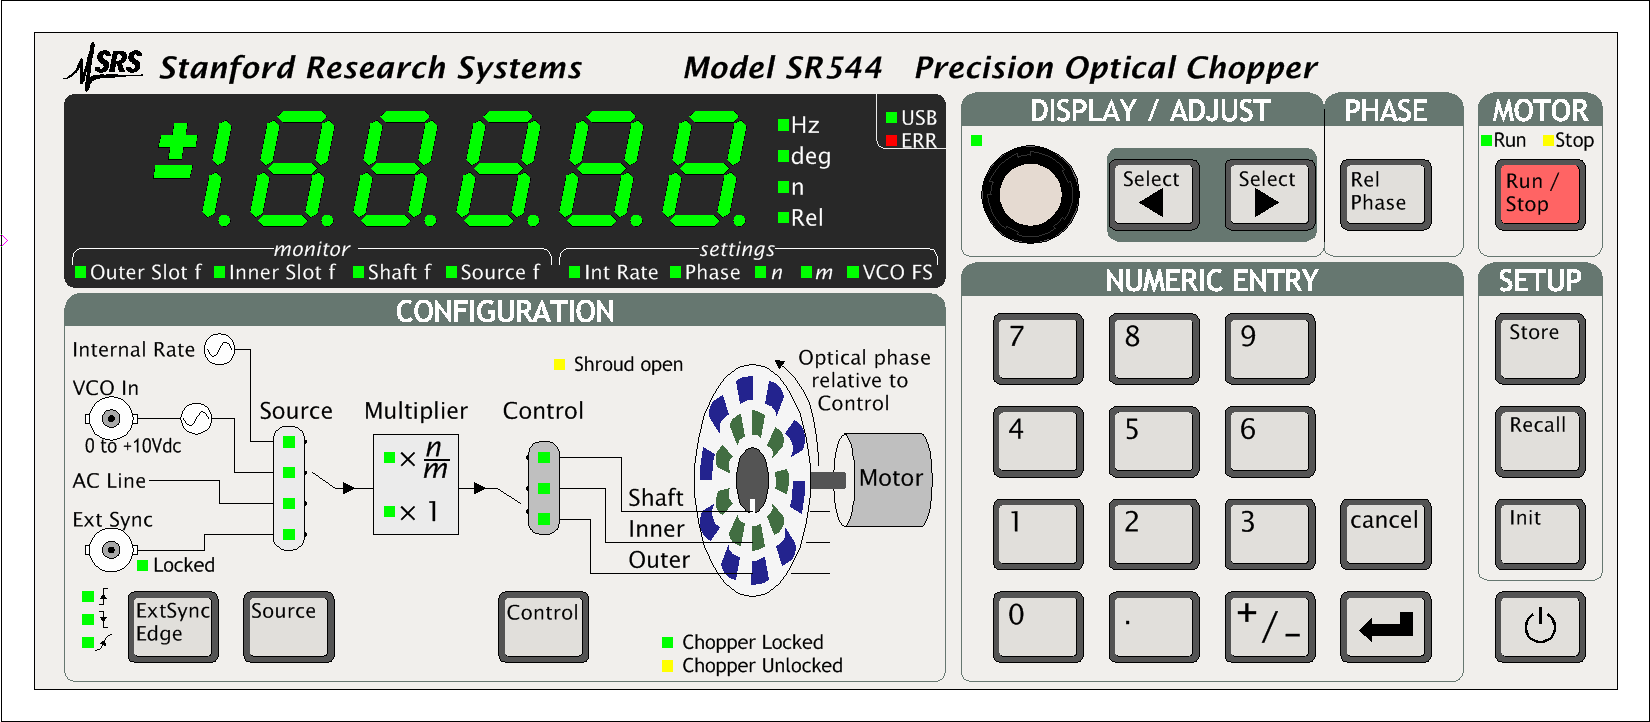 SRS Stanford Research Systems Model SR544 Precision Optical Chopper
±1.8.8.8.8.8.
Hz
deg
n
Rel
USB
ERR
monitor
settings
Outer Slot f Inner Slot f Shaft f Source f Int Rate Phase n m VCO FS
DISPLAY / ADJUST
Select
Select
PHASE
Rel
Phase
MOTOR
Run Stop
Run /
Stop
CONFIGURATION
Internal Rate
VCO In
0 to +10Vdc
AC Line
Ext Sync
Locked
Source
Multiplier
× n/m
× 1
Control
Shroud open
Optical phase
relative to
Control
Motor
Shaft
Inner
Outer
ExtSync
Edge
Source
Control
Chopper Locked
Chopper Unlocked
NUMERIC ENTRY
7 8 9
4 5 6
1 2 3 cancel
0 . +/-
SETUP
Store
Recall
Init